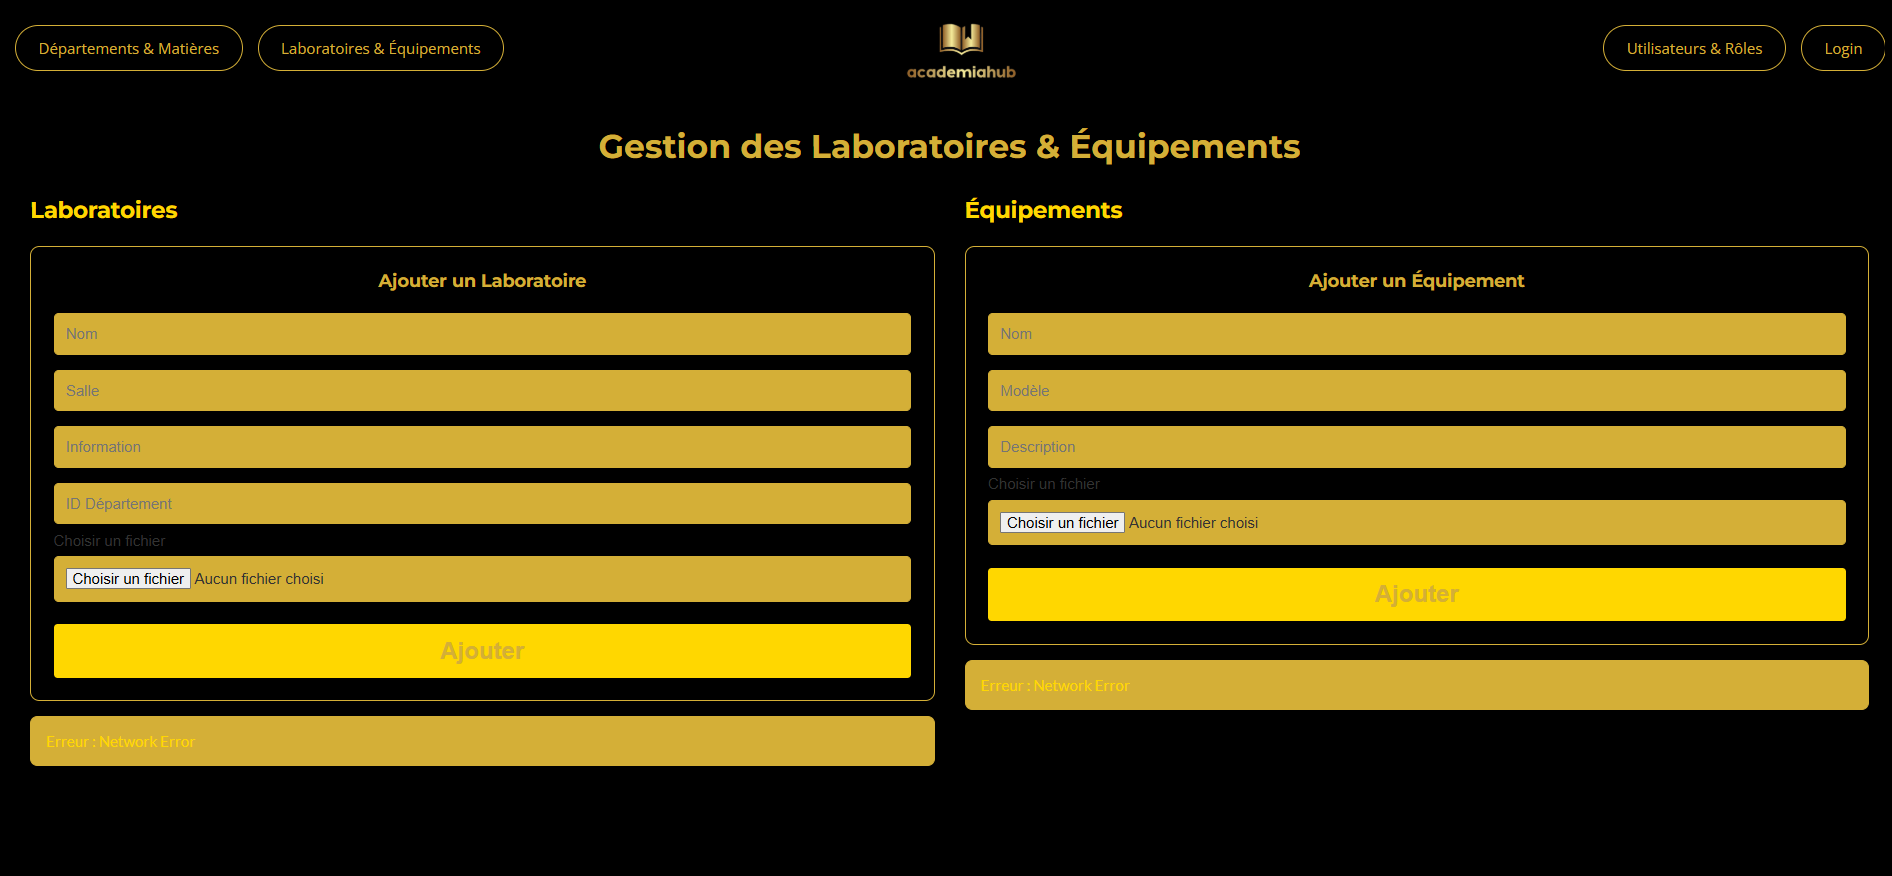 Départements & Matières
Laboratoires & Équipements
academiahub
Utilisateurs & Rôles
Login
Gestion des Laboratoires & Équipements
Laboratoires
Ajouter un Laboratoire
Nom
Salle
Information
ID Département
Choisir un fichier
Choisir un fichier Aucun fichier choisi
Ajouter
Erreur : Network Error
Équipements
Ajouter un Équipement
Nom
Modèle
Description
Choisir un fichier
Choisir un fichier Aucun fichier choisi
Ajouter
Erreur : Network Error